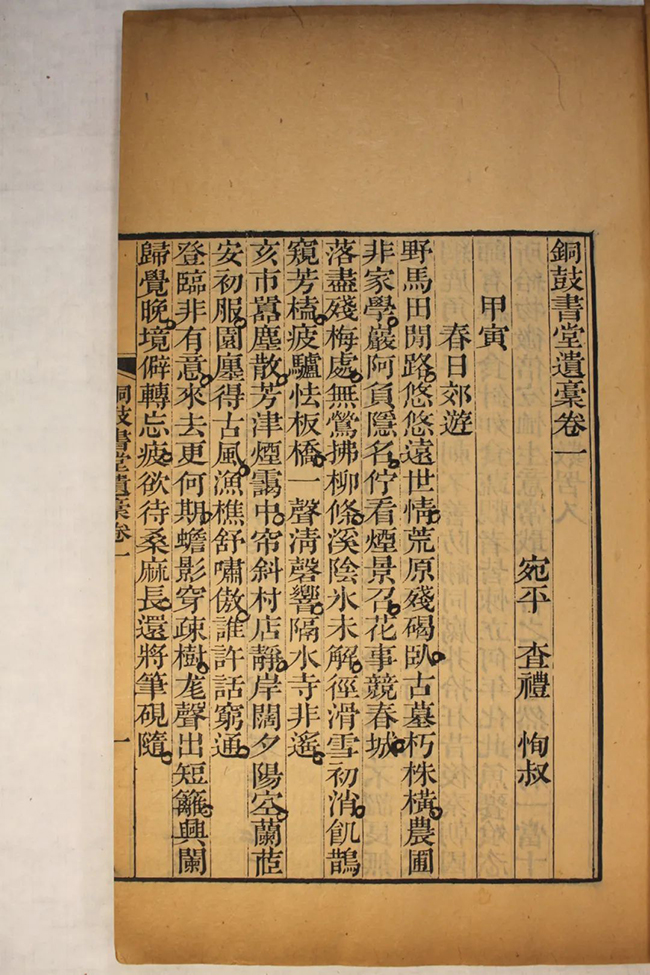 銅鼓書堂遺稾卷一
宛平 查禮 恂叔
甲寅
春日郊遊
野馬田閒路悠悠遠世情荒原殘碣臥古墓朽株橫農圃
非家學巖阿負隱名佇看煙景召花事競春城
落盡殘梅處無鶯拂柳條溪陰氷未解徑滑雪初消飢鵲
窺芳榼疲驢怯板橋一聲淸磬響隔水寺非遙
亥市囂塵散芳津煙靄中帘斜村店靜岸闊夕陽空蘭茝
安初服園廛得古風漁樵舒嘯傲誰許話窮通
登臨非有意來去更何期蟾影穿疎樹尨聲出短籬興闌
歸覺晚境僻轉忘疲欲待桑麻長還將筆硯隨
銅鼓書堂遺稾卷一
一